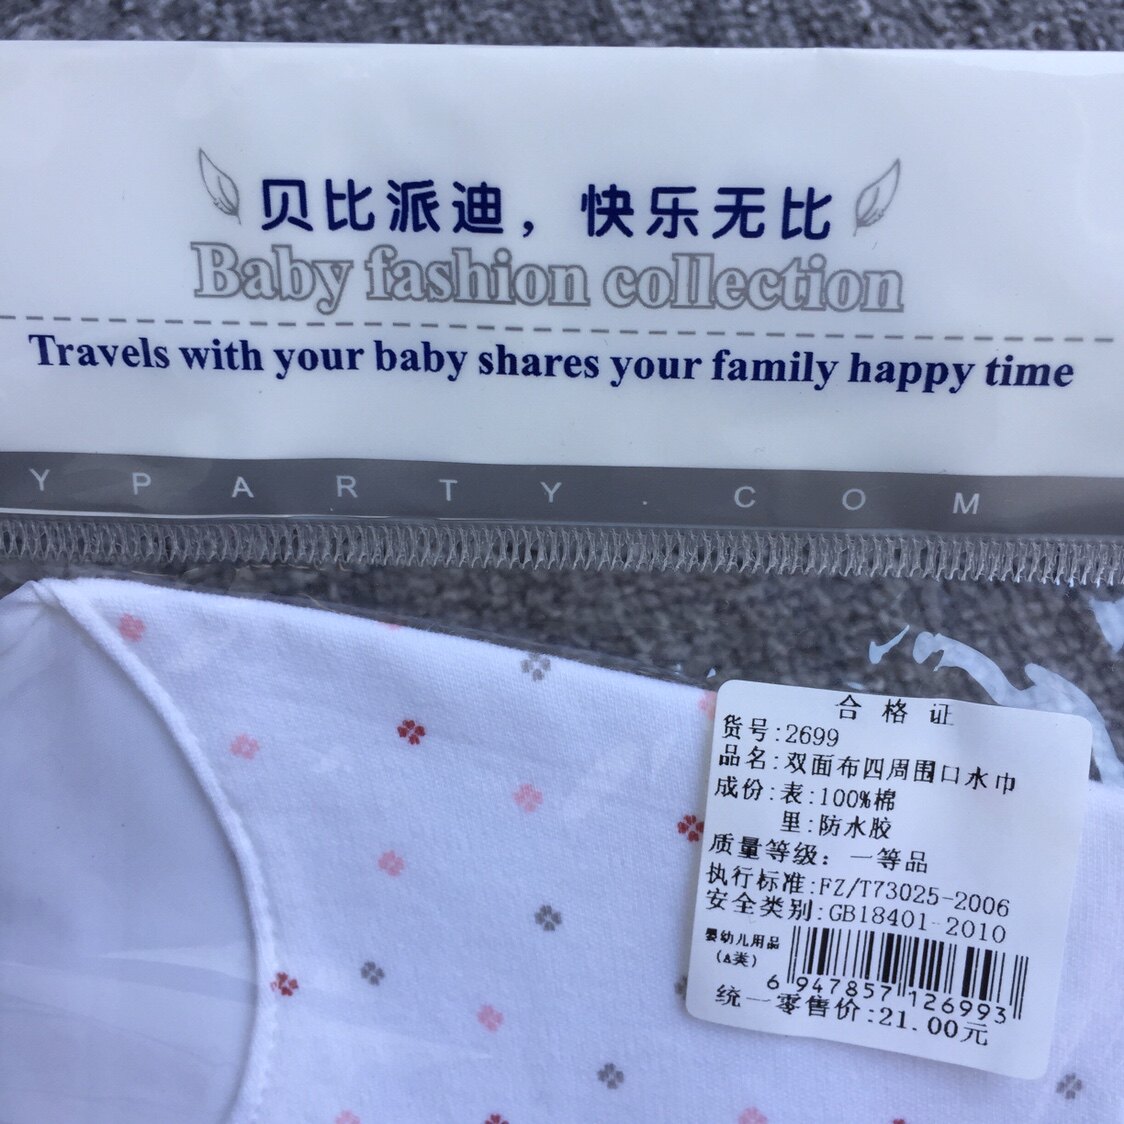 贝比派迪，快乐无比
Baby fashion collection
Travels with your baby shares your family happy time
YPARTY.COM
合格证
货号:2699
品名:双面布四周围口水巾
成份:表:100%棉
里:防水胶
质量等级：一等品
执行标准:FZ/T73025-2006
安全类别:GB18401-2010
婴幼儿用品
(A类)
6 947857 126993
统一零售价:21.00元